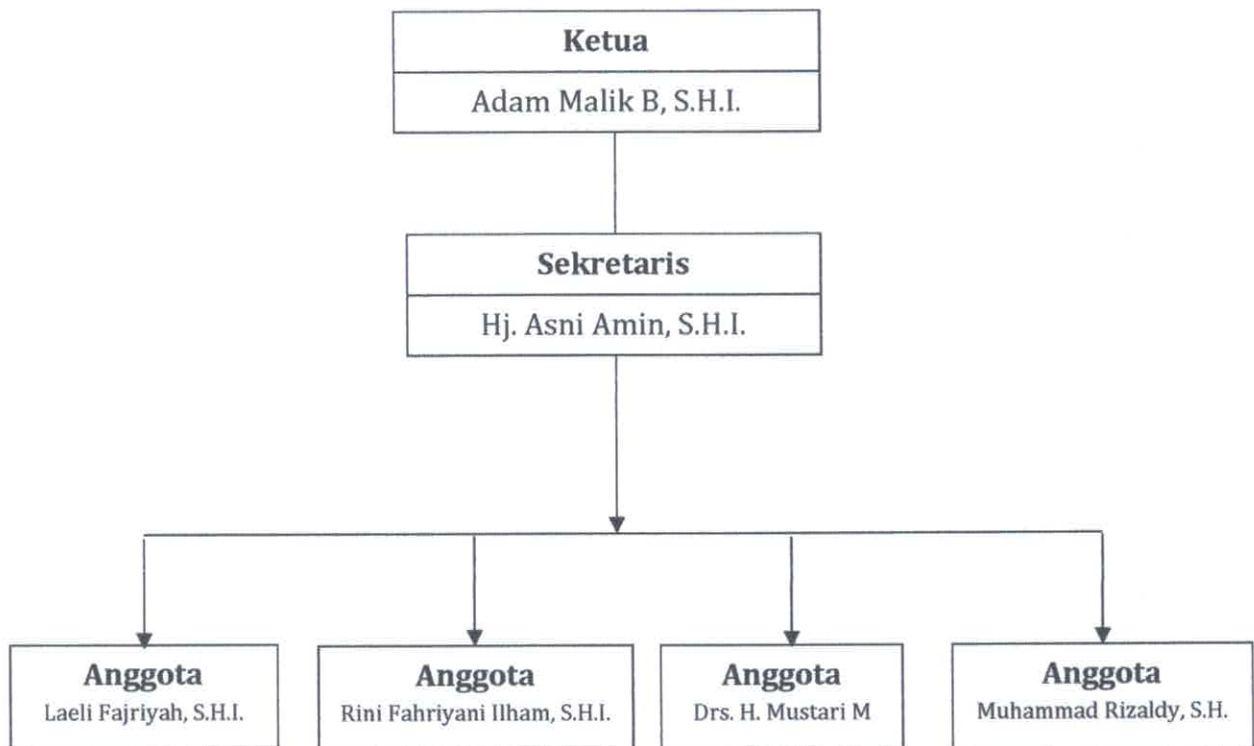 Ketua
Adam Malik B, S.H.I.
Sekretaris
Hj. Asni Amin, S.H.I.
Anggota
Laeli Fajriyah, S.H.I.
Anggota
Rini Fahriyani Ilham, S.H.I.
Anggota
Drs. H. Mustari M
Anggota
Muhammad Rizaldy, S.H.